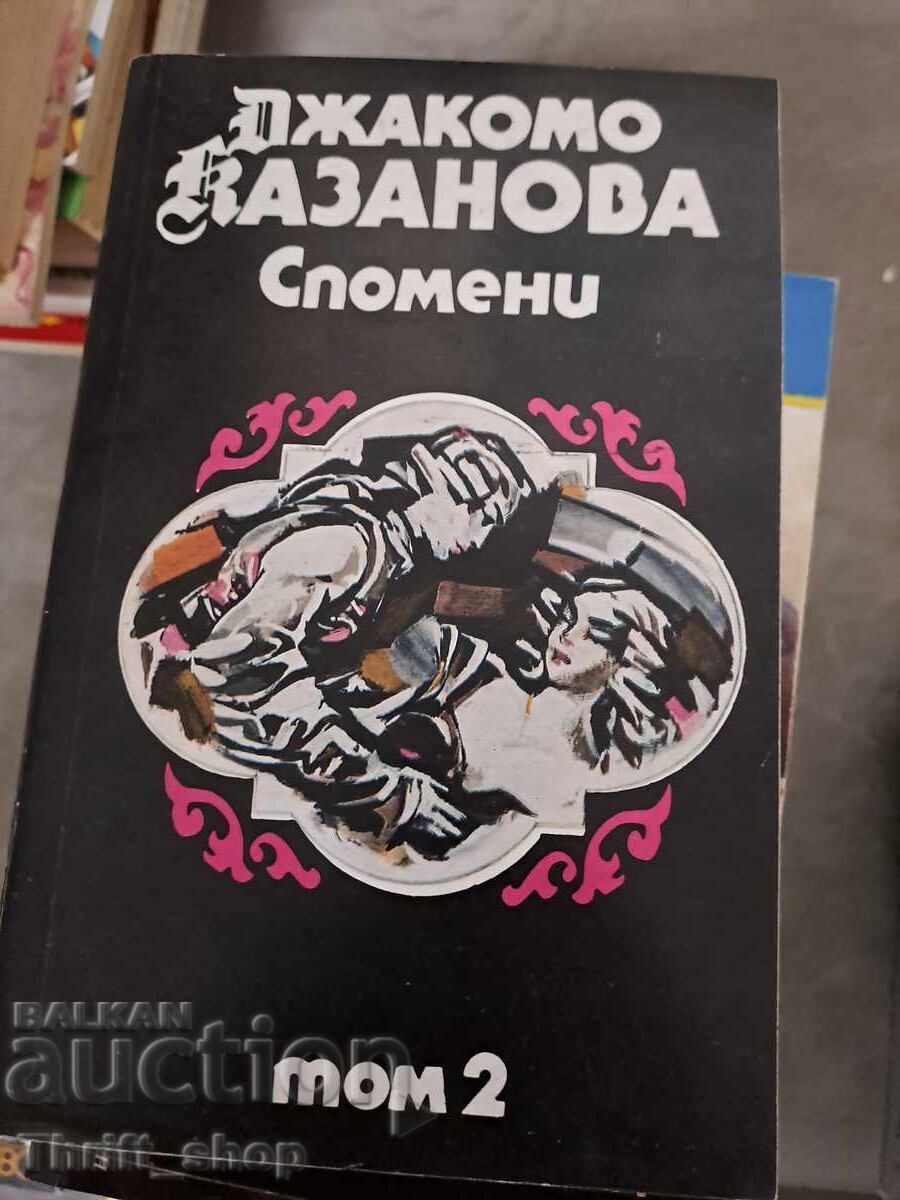 ДЖАКОМО
КАЗАНОВА
Спомени
том 2
BALKAN
auction
Thrift_shop